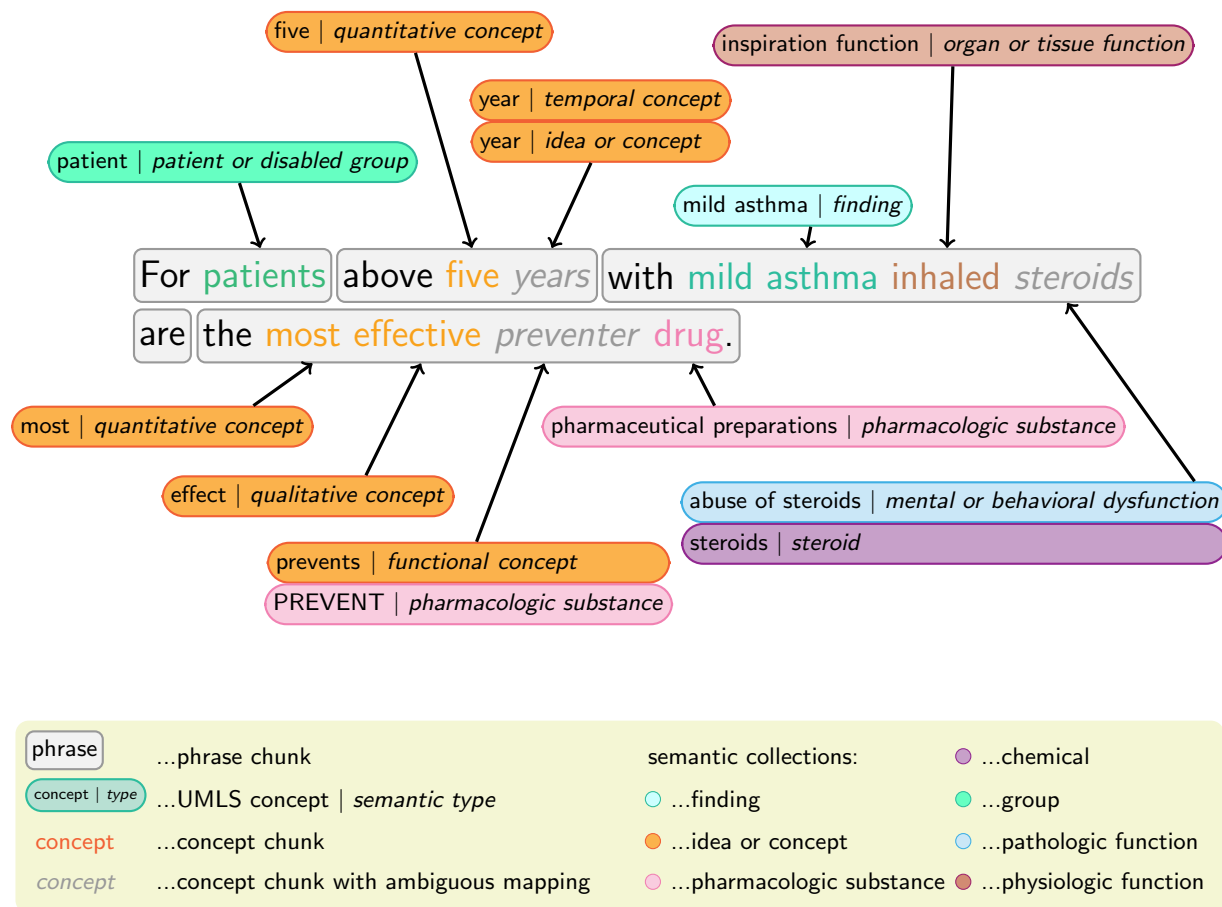 five | quantitative concept
inspiration function | organ or tissue function
year | temporal concept
year | idea or concept
patient | patient or disabled group
mild asthma | finding
For patients above five years with mild asthma inhaled steroids
are the most effective preventer drug.
most | quantitative concept
pharmaceutical preparations | pharmacologic substance
effect | qualitative concept
abuse of steroids | mental or behavioral dysfunction
steroids | steroid
prevents | functional concept
PREVENT | pharmacologic substance
phrase ...phrase chunk
concept | type ...UMLS concept | semantic type
concept ...concept chunk
concept ...concept chunk with ambiguous mapping
semantic collections:
...finding
...idea or concept
...pharmacologic substance
...chemical
...group
...pathologic function
...physiologic function